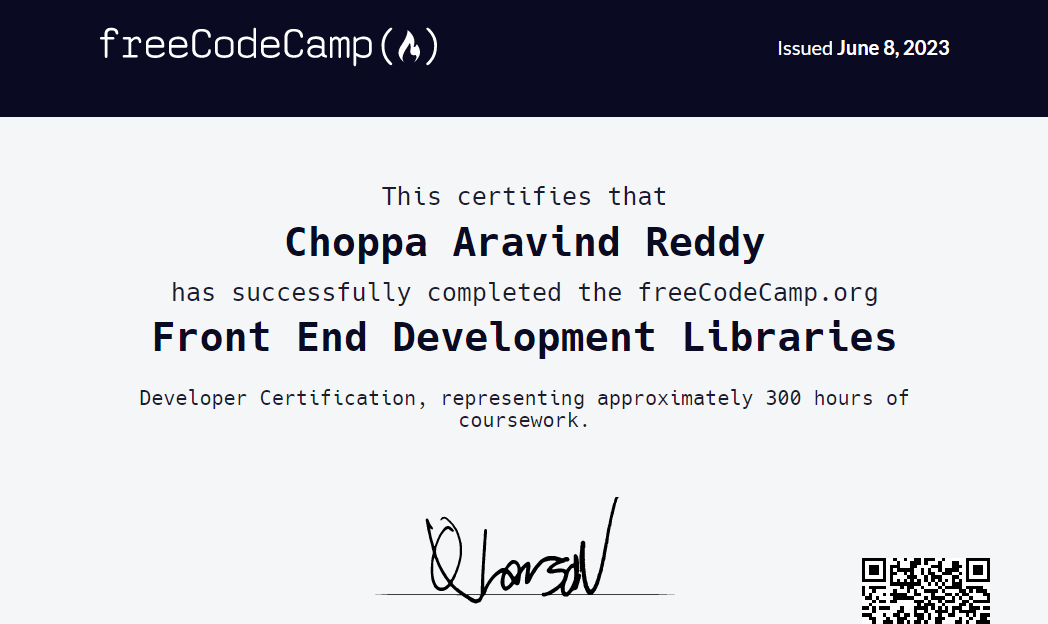 freeCodeCamp(🔥)
Issued June 8, 2023
This certifies that
Choppa Aravind Reddy
has successfully completed the freeCodeCamp.org
Front End Development Libraries
Developer Certification, representing approximately 300 hours of
coursework.